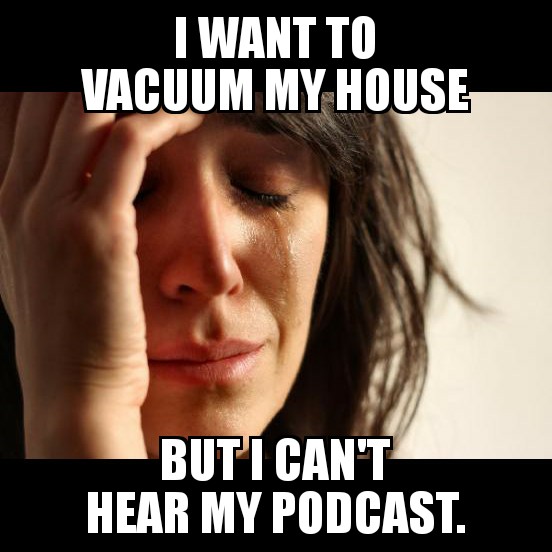 I WANT TO
VACUUM MY HOUSE
BUT I CAN'T
HEAR MY PODCAST.